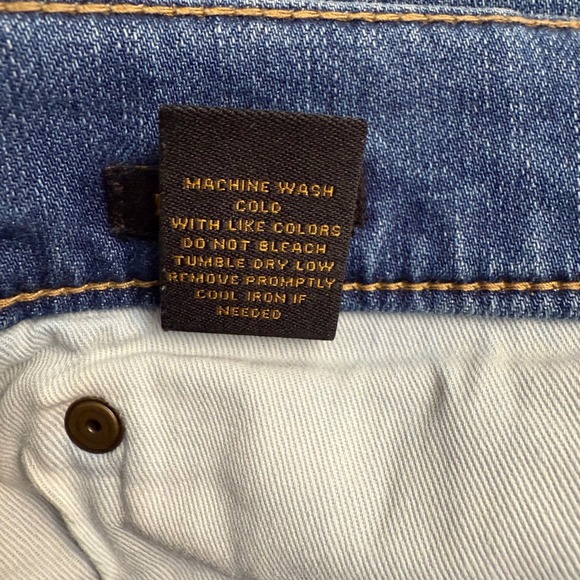 MACHINE WASH
COLD
WITH LIKE COLORS
DO NOT BLEACH
TUMBLE DRY LOW
REMOVE PROMPTLY
COOL IRON IF
NEEDED